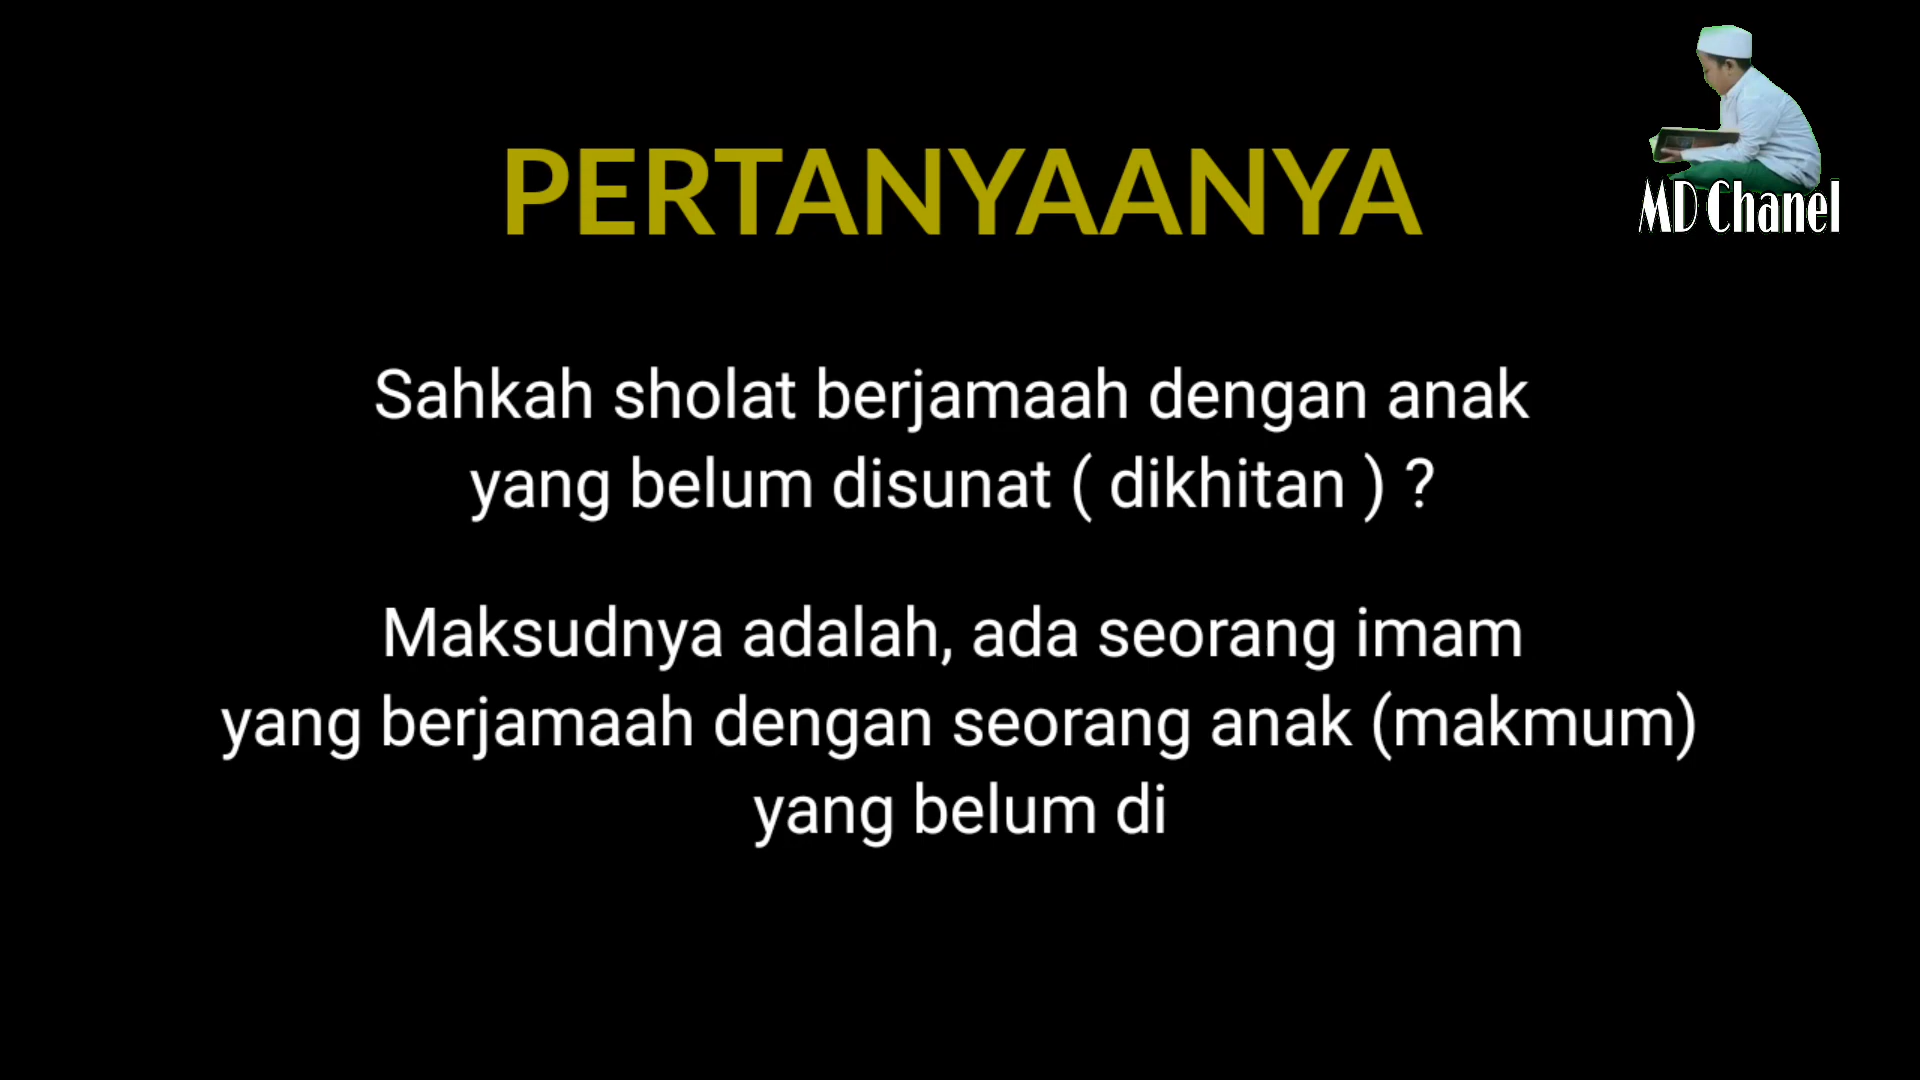 MD Chanel
PERTANYAANYA
Sahkah sholat berjamaah dengan anak
yang belum disunat ( dikhitan ) ?
Maksudnya adalah, ada seorang imam
yang berjamaah dengan seorang anak (makmum)
yang belum di